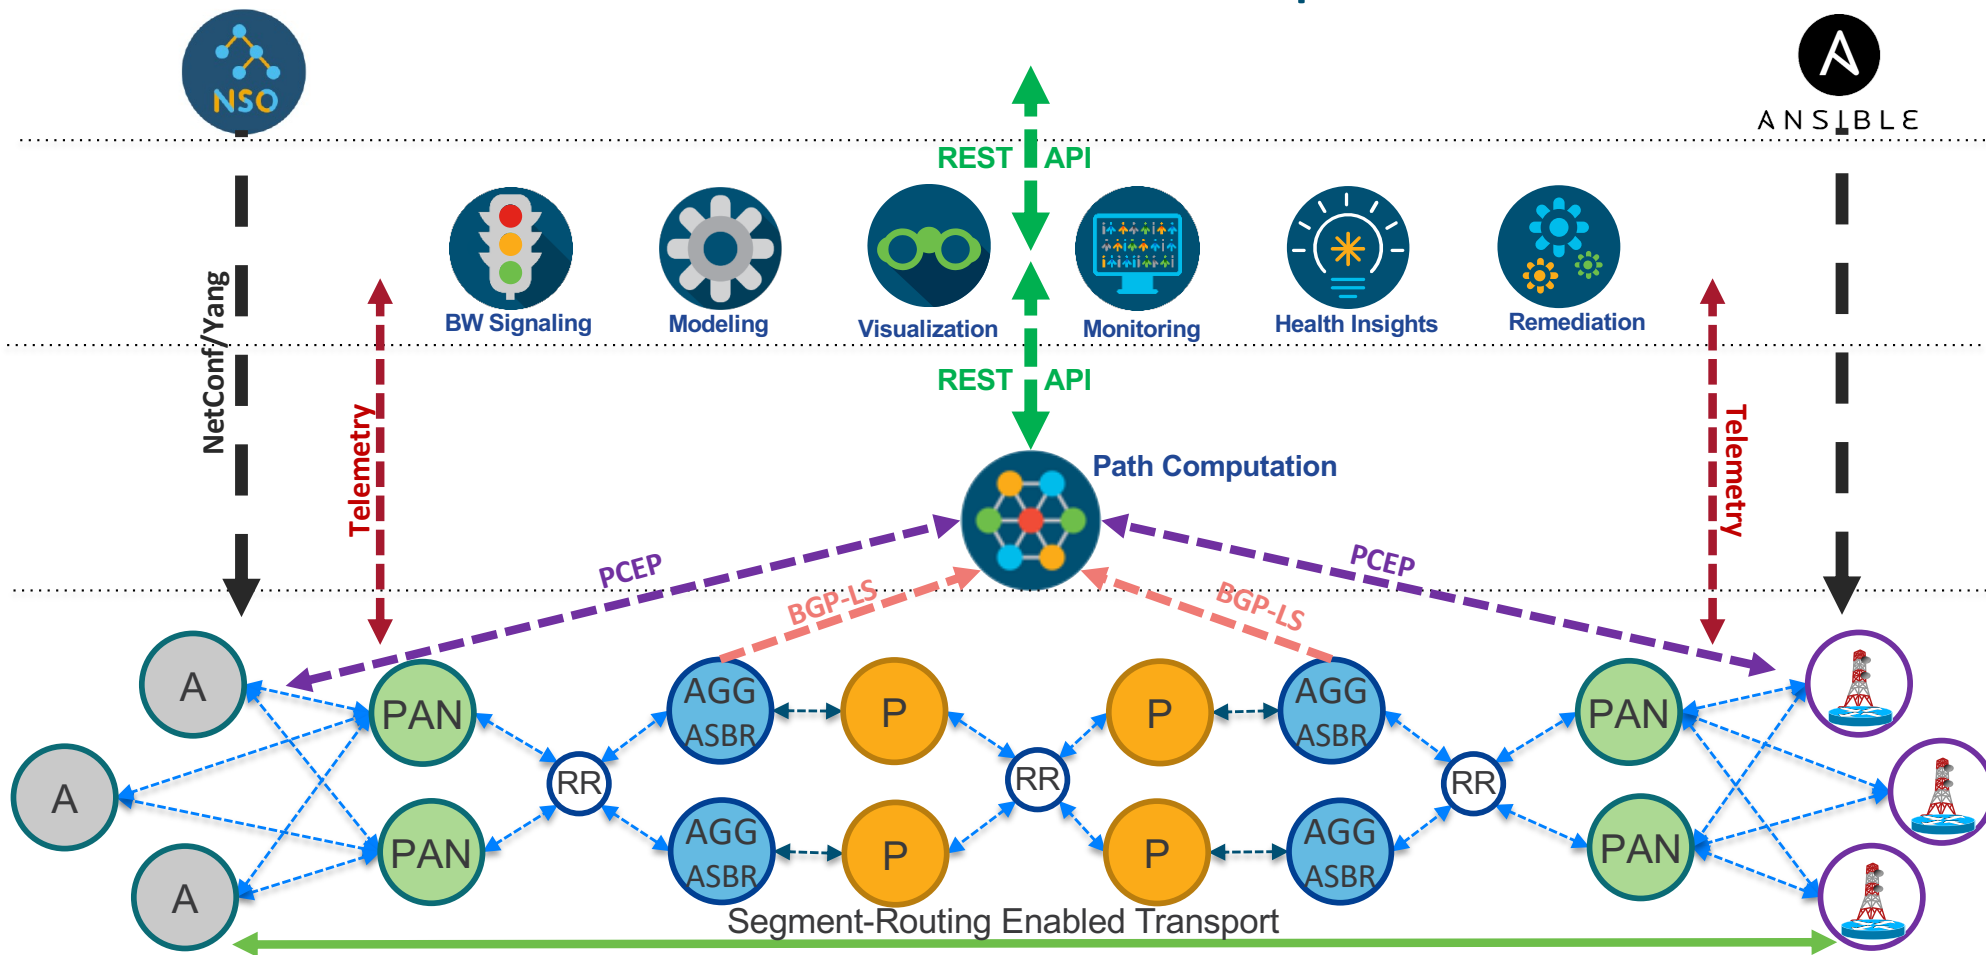 NSO
ANSIBLE
REST API
BW Signaling
Modeling
Visualization
Monitoring
Health Insights
Remediation
NetConf/Yang
Telemetry
REST API
Telemetry
Path Computation
PCEP
PCEP
BGP-LS
BGP-LS
A
PAN
AGG
ASBR
P
P
AGG
ASBR
PAN
A
RR
RR
RR
A
PAN
AGG
ASBR
P
P
AGG
ASBR
PAN
Segment-Routing Enabled Transport